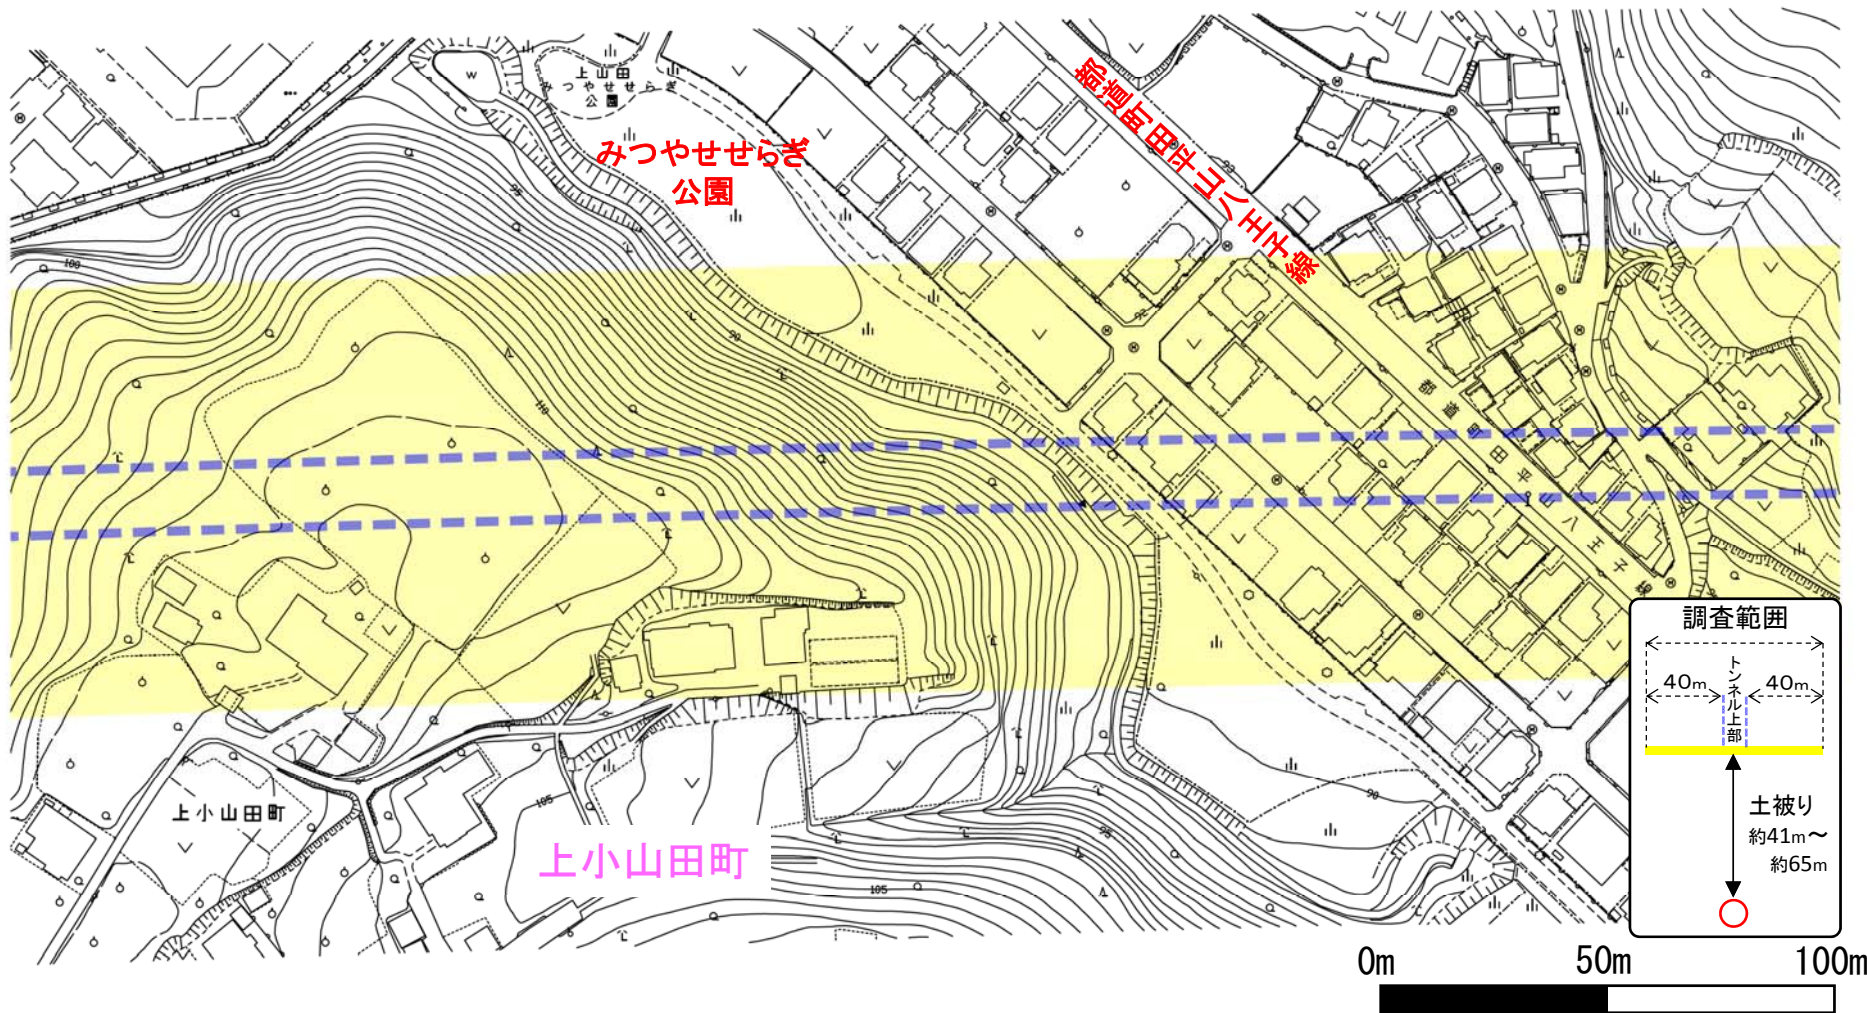 上山田
みつやせせらぎ
公園
W
みつやせせらぎ
公園
都道町田平山八王子線
都道町田平山八王子線
100
95
90
92
110
上小山田町
上小山田町
105
105
95
90
調査範囲
トンネル上部
40m
40m
土被り
約41m～
約65m
0m
50m
100m